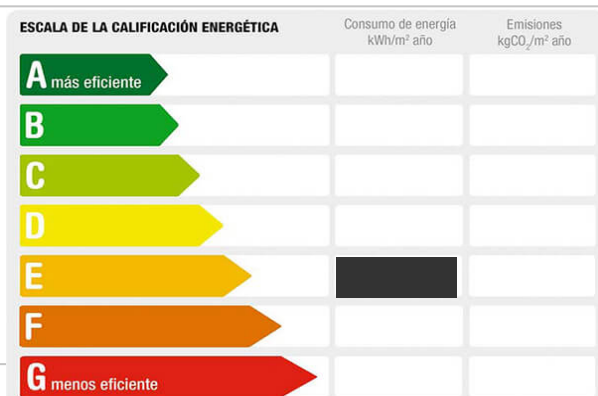 ESCALA DE LA CALIFICACIÓN ENERGÉTICA
Consumo de energía
kWh/m² año
Emisiones
kgCO₂/m² año
A más eficiente
B
C
D
E
F
G menos eficiente